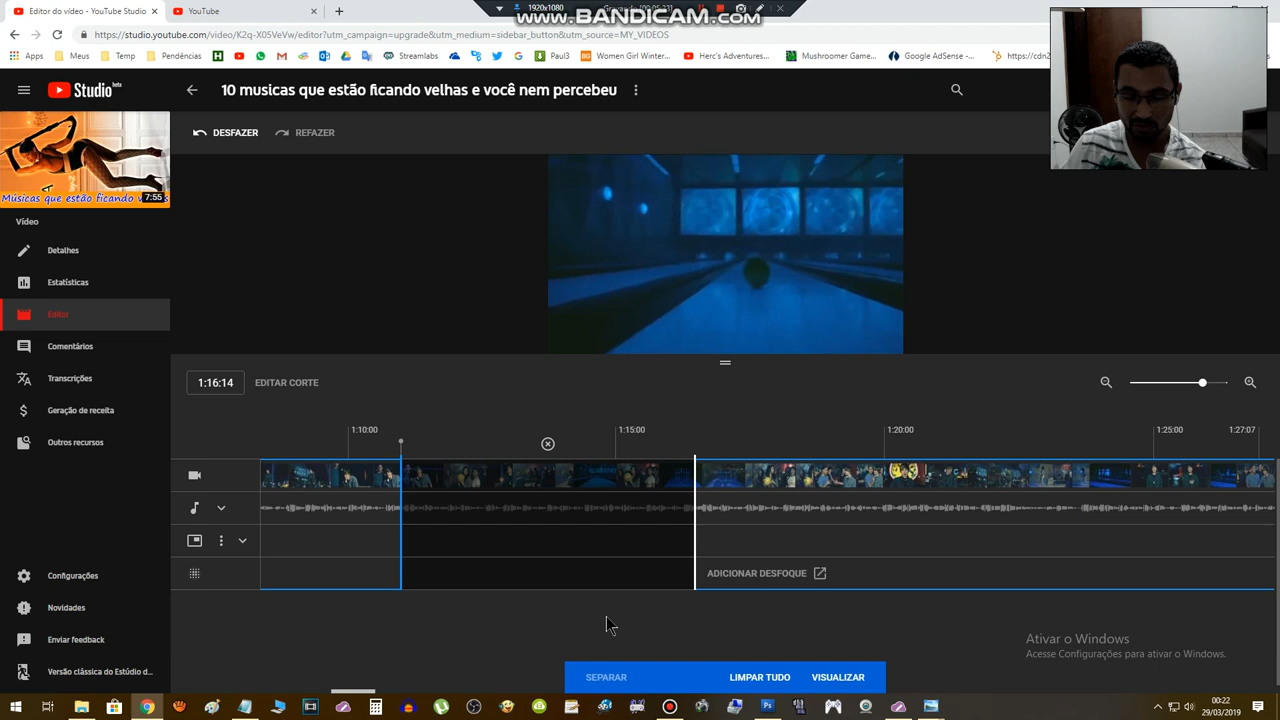 Editor do vídeo - YouTube Studio
YouTube
1920x1080
www.BANDICAM.com
https://studio.youtube.com/video/K2q-X05VeVw/editor?utm_campaign=upgrade&utm_medium=sidebar_button&utm_source=MY_VIDEOS
Apps
Meus
Temp
Pendências
Streamlabs
Paul3
Women Girl Winter...
Herc's Adventures...
Mushroomer Game...
Google AdSense -...
https://cdn2
Studio beta
10 musicas que estão ficando velhas e você nem percebeu
DESFAZER
REFAZER
Músicas que estão ficando
7:55
Vídeo
Detalhes
Estatísticas
Editor
Comentários
Transcrições
Geração de receita
Outros recursos
1:16:14
EDITAR CORTE
1:10:00
1:15:00
1:20:00
1:25:00
1:27:07
ADICIONAR DESFOQUE
Configurações
Novidades
Enviar feedback
Versão clássica do Estúdio d...
Ativar o Windows
Acesse Configurações para ativar o Windows.
SEPARAR
LIMPAR TUDO
VISUALIZAR
00:22
29/03/2019